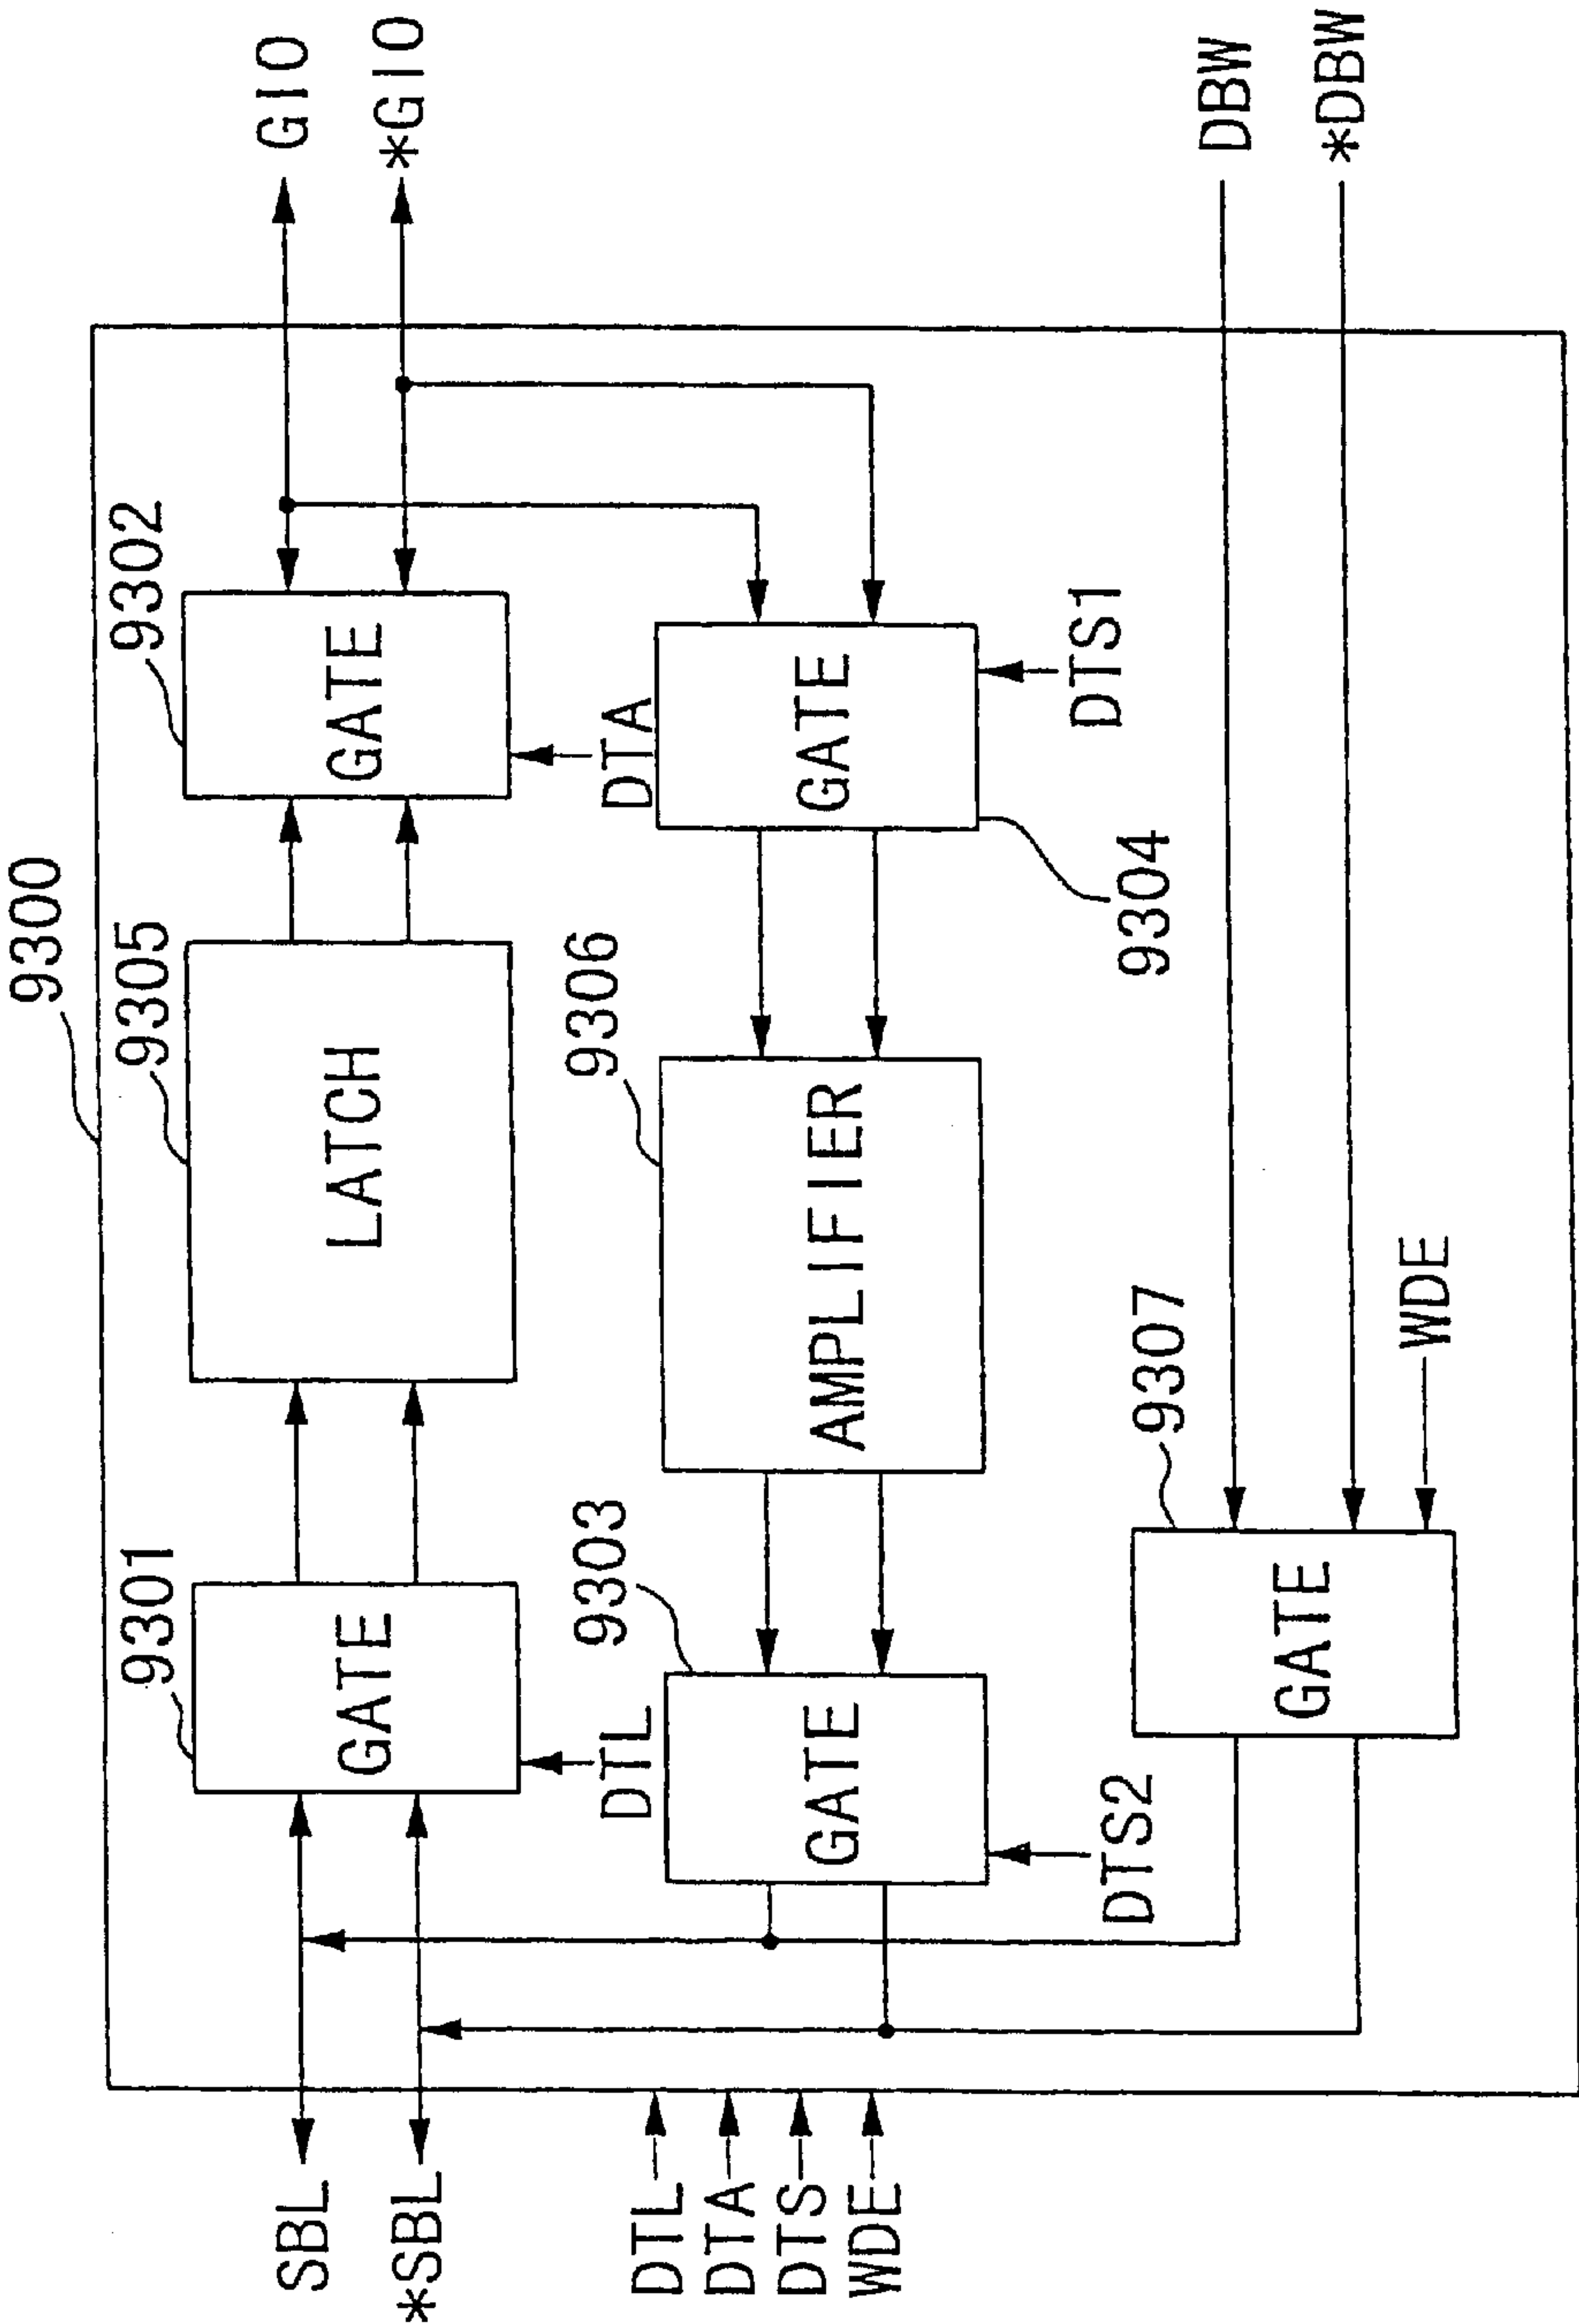 9300
SBL
*SBL
DTL
DTA
DTS
WDE
9301
GATE
DTL
9305
LATCH
9302
GATE
DTA
GIO
*GIO
9303
GATE
DTS2
9306
AMPLIFIER
GATE
9304
DTS1
9307
GATE
WDE
DBW
*DBW